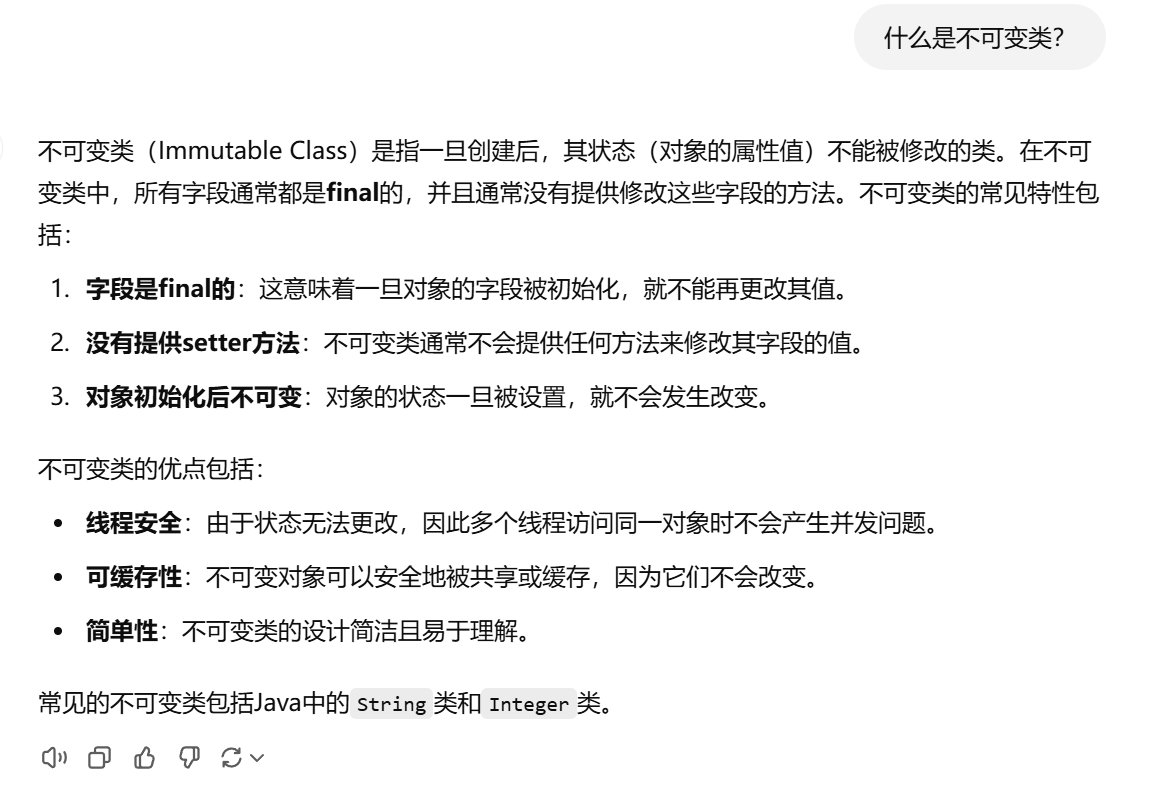 什么是不可变类？
不可变类（Immutable Class）是指一旦创建后，其状态（对象的属性值）不能被修改的类。在不可
变类中，所有字段通常都是final的，并且通常没有提供修改这些字段的方法。不可变类的常见特性包
括：
1. 字段是final的：这意味着一旦对象的字段被初始化，就不能再更改其值。
2. 没有提供setter方法：不可变类通常不会提供任何方法来修改其字段的值。
3. 对象初始化后不可变：对象的状态一旦被设置，就不会发生改变。
不可变类的优点包括：
• 线程安全：由于状态无法更改，因此多个线程访问同一对象时不会产生并发问题。
• 可缓存性：不可变对象可以安全地被共享或缓存，因为它们不会改变。
• 简单性：不可变类的设计简洁且易于理解。
常见的不可变类包括Java中的 String 类和 Integer 类。